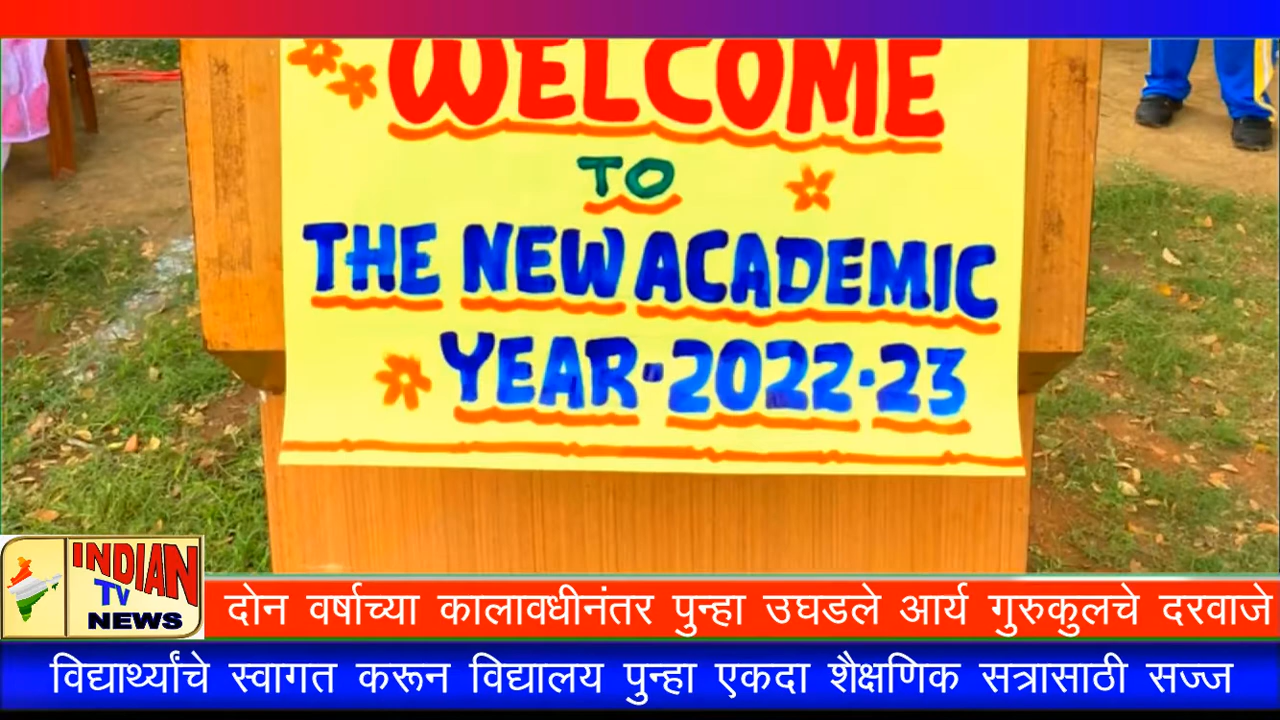 WELCOME
TO
THE NEW ACADEMIC
YEAR·2022·23
INDIAN
TV
NEWS
दोन वर्षाच्या कालावधीनंतर पुन्हा उघडले आर्य गुरुकुलचे दरवाजे
विद्यार्थ्यांचे स्वागत करून विद्यालय पुन्हा एकदा शैक्षणिक सत्रासाठी सज्ज